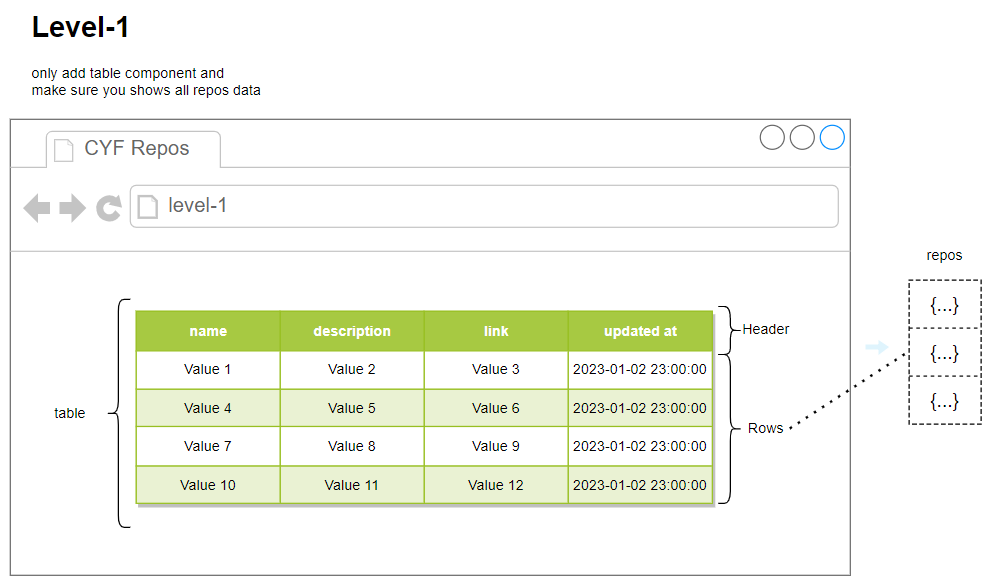 Level-1
only add table component and
make sure you shows all repos data
CYF Repos
level-1
repos
{...}
{...}
{...}
table
name description link updated at
Value 1 Value 2 Value 3 2023-01-02 23:00:00
Value 4 Value 5 Value 6 2023-01-02 23:00:00
Value 7 Value 8 Value 9 2023-01-02 23:00:00
Value 10 Value 11 Value 12 2023-01-02 23:00:00
Header
Rows